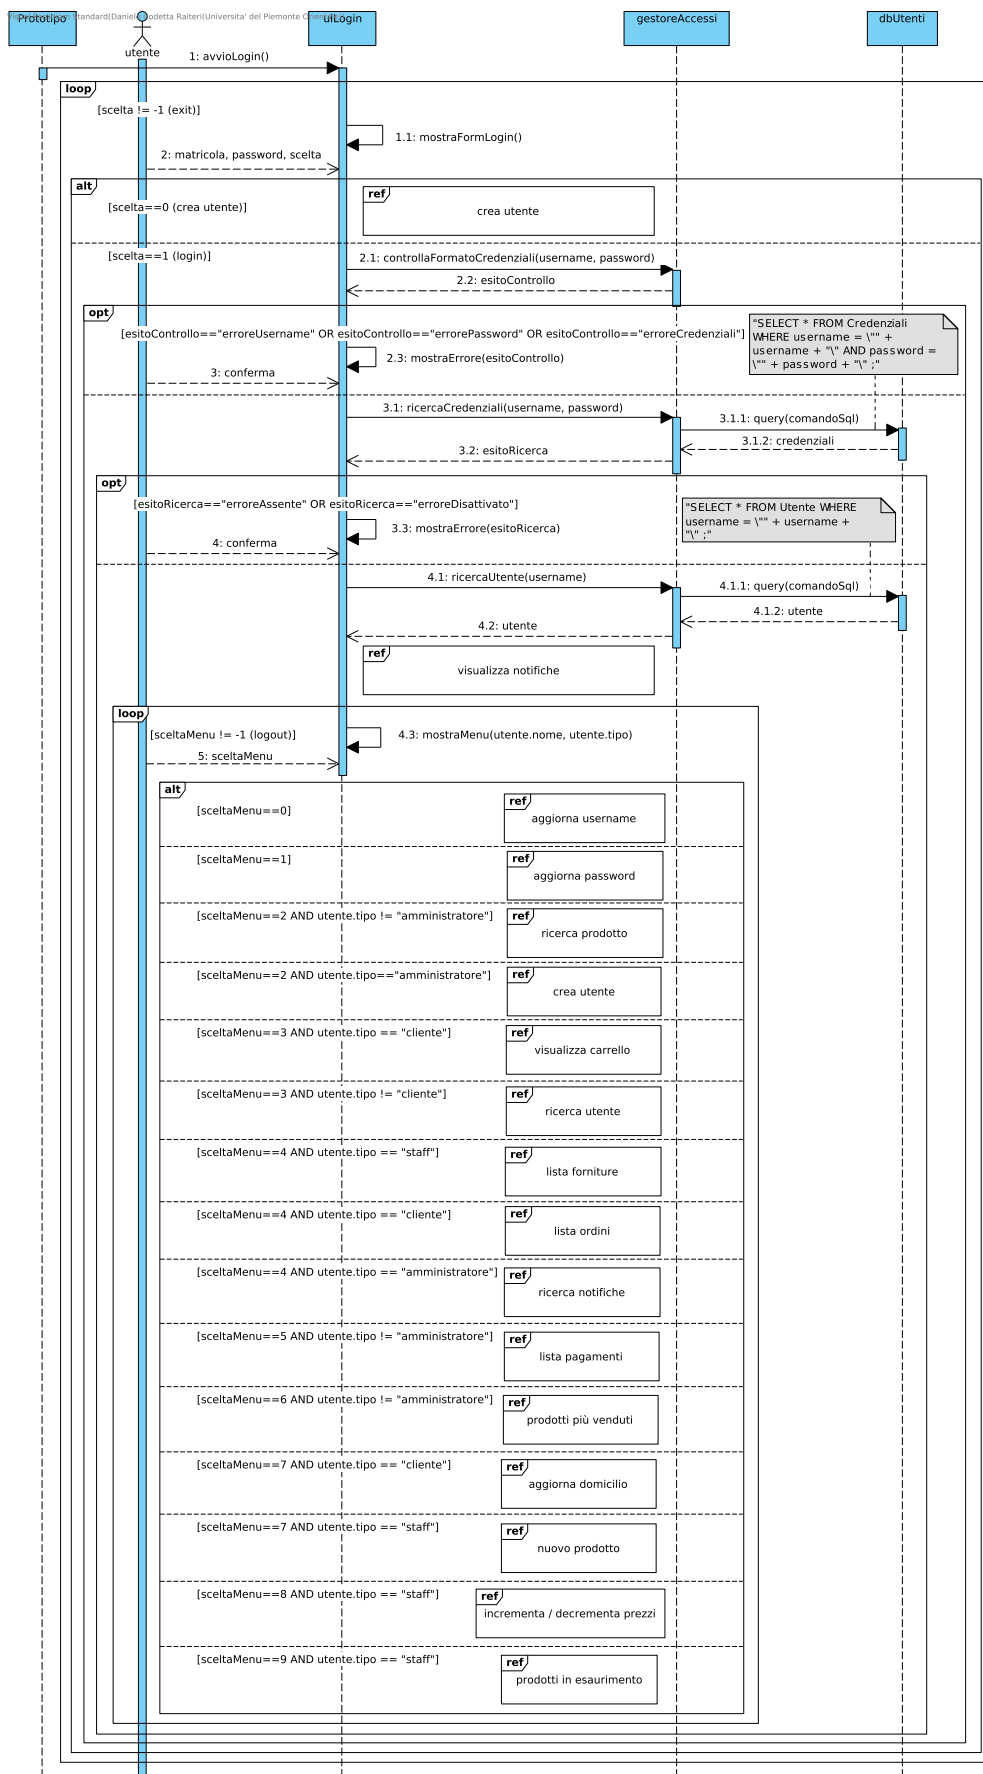 Visual Paradigm Standard(Daniele Codetta Raiteri(Universita' del Piemonte Orientale))
Prototipo
utente
uiLogin
gestoreAccessi
dbUtenti
1: avvioLogin()
loop
[scelta != -1 (exit)]
1.1: mostraFormLogin()
2: matricola, password, scelta
alt
[scelta==0 (crea utente)]
ref
crea utente
[scelta==1 (login)]
2.1: controllaFormatoCredenziali(username, password)
2.2: esitoControllo
opt
[esitoControllo=="erroreUsername" OR esitoControllo=="errorePassword" OR esitoControllo=="erroreCredenziali"]
"SELECT * FROM Credenziali
WHERE username = \"" +
username + "\" AND password =
\"" + password + "\" ;"
2.3: mostraErrore(esitoControllo)
3: conferma
3.1: ricercaCredenziali(username, password)
3.1.1: query(comandoSql)
3.1.2: credenziali
3.2: esitoRicerca
opt
[esitoRicerca=="erroreAssente" OR esitoRicerca=="erroreDisattivato"]
"SELECT * FROM Utente WHERE
username = \"" + username +
"\" ;"
3.3: mostraErrore(esitoRicerca)
4: conferma
4.1: ricercaUtente(username)
4.1.1: query(comandoSql)
4.1.2: utente
4.2: utente
ref
visualizza notifiche
loop
[sceltaMenu != -1 (logout)]
4.3: mostraMenu(utente.nome, utente.tipo)
5: sceltaMenu
alt
[sceltaMenu==0]
ref
aggiorna username
[sceltaMenu==1]
ref
aggiorna password
[sceltaMenu==2 AND utente.tipo != "amministratore"]
ref
ricerca prodotto
[sceltaMenu==2 AND utente.tipo=="amministratore"]
ref
crea utente
[sceltaMenu==3 AND utente.tipo == "cliente"]
ref
visualizza carrello
[sceltaMenu==3 AND utente.tipo != "cliente"]
ref
ricerca utente
[sceltaMenu==4 AND utente.tipo == "staff"]
ref
lista forniture
[sceltaMenu==4 AND utente.tipo == "cliente"]
ref
lista ordini
[sceltaMenu==4 AND utente.tipo == "amministratore"]
ref
ricerca notifiche
[sceltaMenu==5 AND utente.tipo != "amministratore"]
ref
lista pagamenti
[sceltaMenu==6 AND utente.tipo != "amministratore"]
ref
prodotti più venduti
[sceltaMenu==7 AND utente.tipo == "cliente"]
ref
aggiorna domicilio
[sceltaMenu==7 AND utente.tipo == "staff"]
ref
nuovo prodotto
[sceltaMenu==8 AND utente.tipo == "staff"]
ref
incrementa / decrementa prezzi
[sceltaMenu==9 AND utente.tipo == "staff"]
ref
prodotti in esaurimento